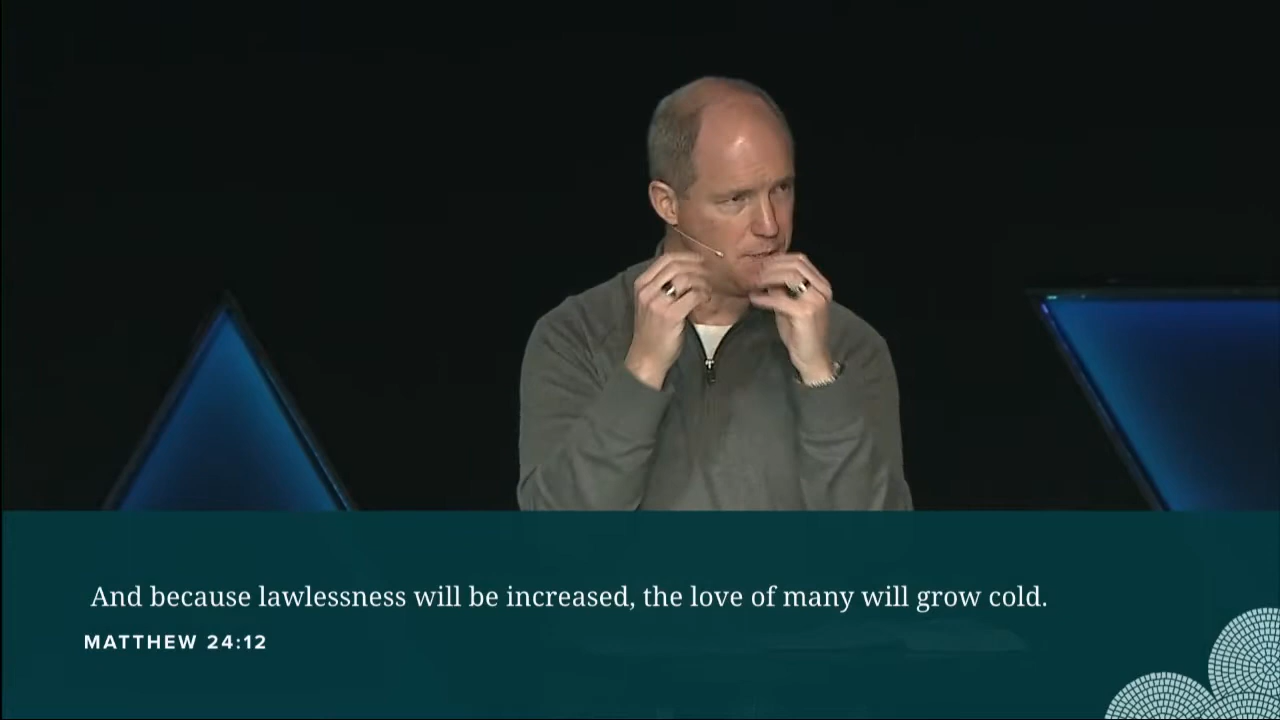 And because lawlessness will be increased, the love of many will grow cold.
MATTHEW 24:12